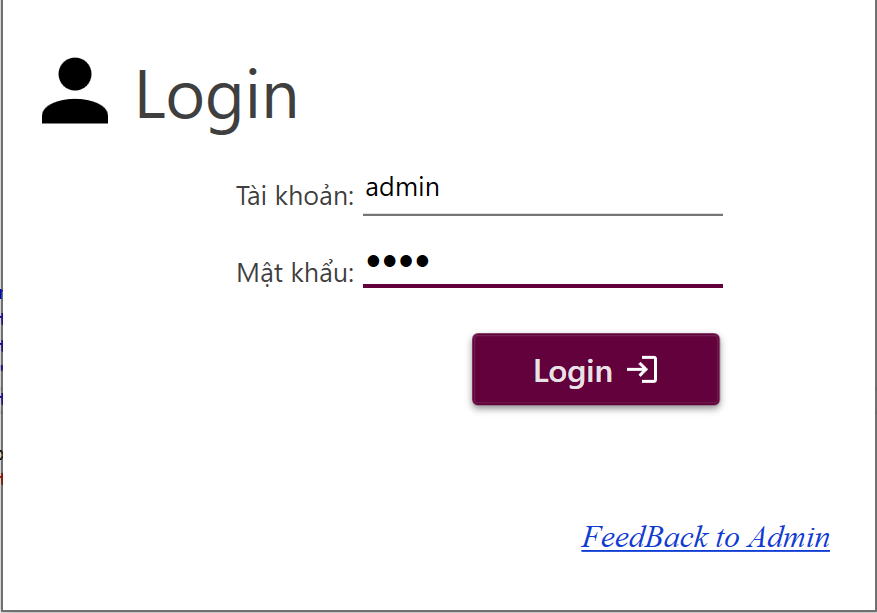 Login
Tài khoản: admin
Mật khẩu: ••••
Login
FeedBack to Admin